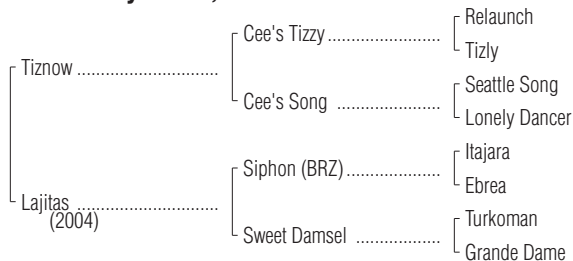 Relaunch
Cee's Tizzy ....................
Tizly
Tiznow ..............................
Seattle Song
Cee's Song ...................
Lonely Dancer
Itajara
Siphon (BRZ)...................
Ebrea
Lajitas ..............................
(2004)
Turkoman
Sweet Damsel .................
Grande Dame